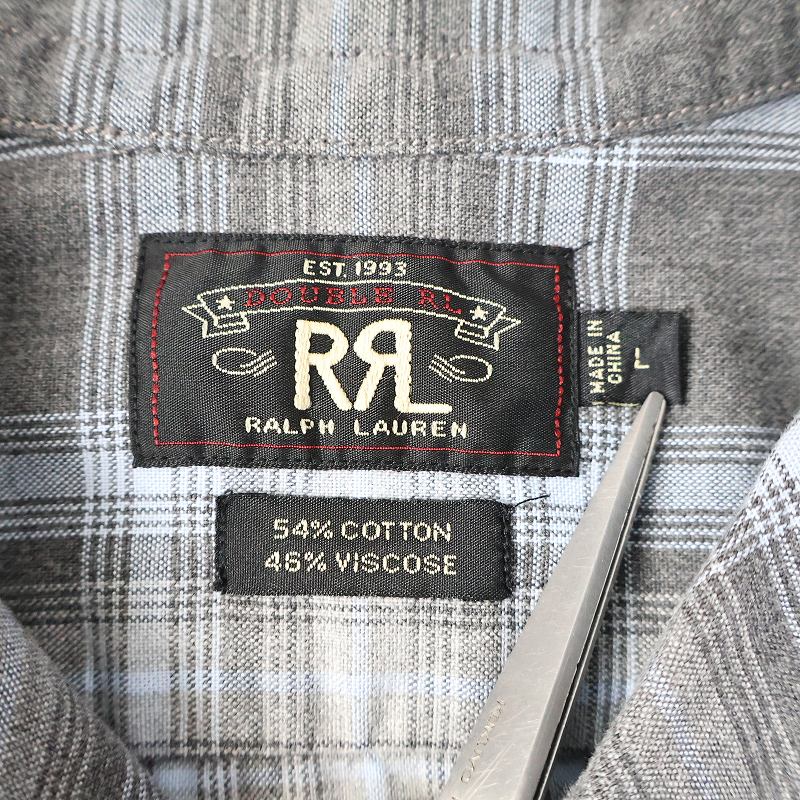 EST. 1993
DOUBLE RL
RRL
RALPH LAUREN
MADE IN
CHINA
L
54% COTTON
46% VISCOSE